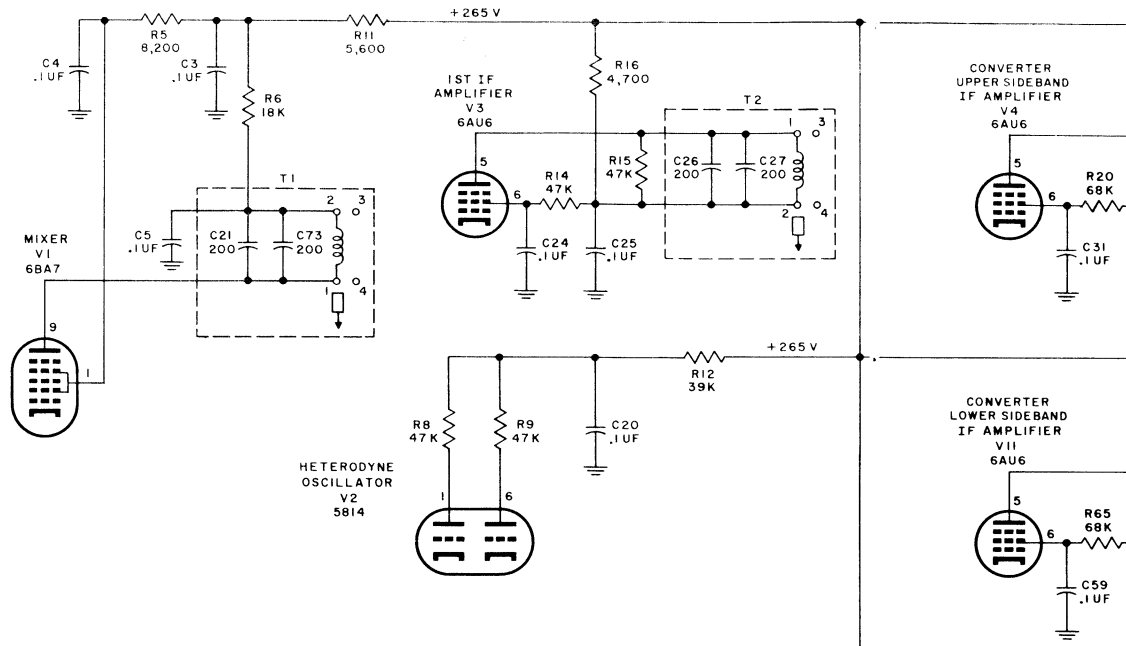 +265V
R5
8,200
R11
5,600
C4
.1UF
C3
.1UF
R6
18K
R16
4,700
1ST IF
AMPLIFIER
V3
6AU6
5
6
R14
47K
R15
47K
C24
.1UF
C25
.1UF
T2
1
3
C26
200
C27
200
2
4
CONVERTER
UPPER SIDEBAND
IF AMPLIFIER
V4
6AU6
5
6
R20
68K
C31
.1UF
T1
2
3
C5
.1UF
C21
200
C73
200
1
4
MIXER
V1
6BA7
9
1
+265V
R12
39K
R8
47K
R9
47K
C20
.1UF
HETERODYNE
OSCILLATOR
V2
5814
1
6
CONVERTER
LOWER SIDEBAND
IF AMPLIFIER
V11
6AU6
5
6
R65
68K
C59
.1UF